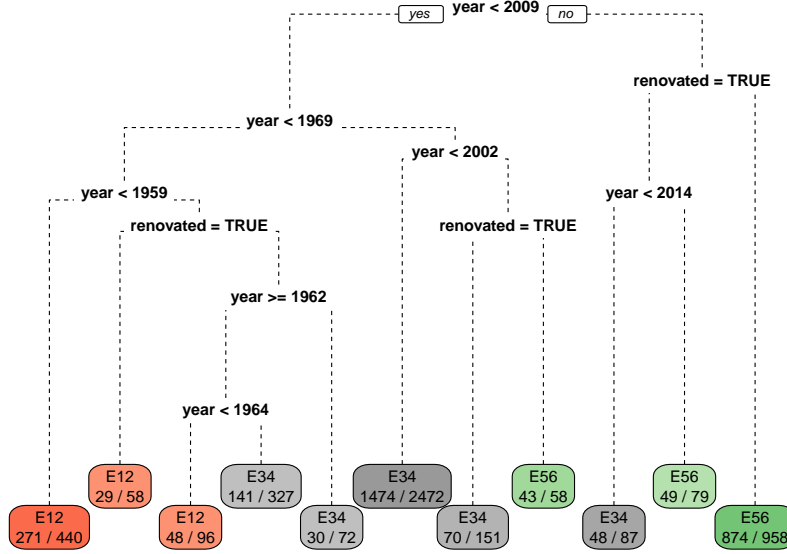 year < 2009
yes
no
renovated = TRUE
year < 1969
year < 2002
year < 1959
year < 2014
renovated = TRUE
renovated = TRUE
year >= 1962
year < 1964
E12
29 / 58
E34
141 / 327
E34
1474 / 2472
E56
43 / 58
E56
49 / 79
E12
271 / 440
E12
48 / 96
E34
30 / 72
E34
70 / 151
E34
48 / 87
E56
874 / 958